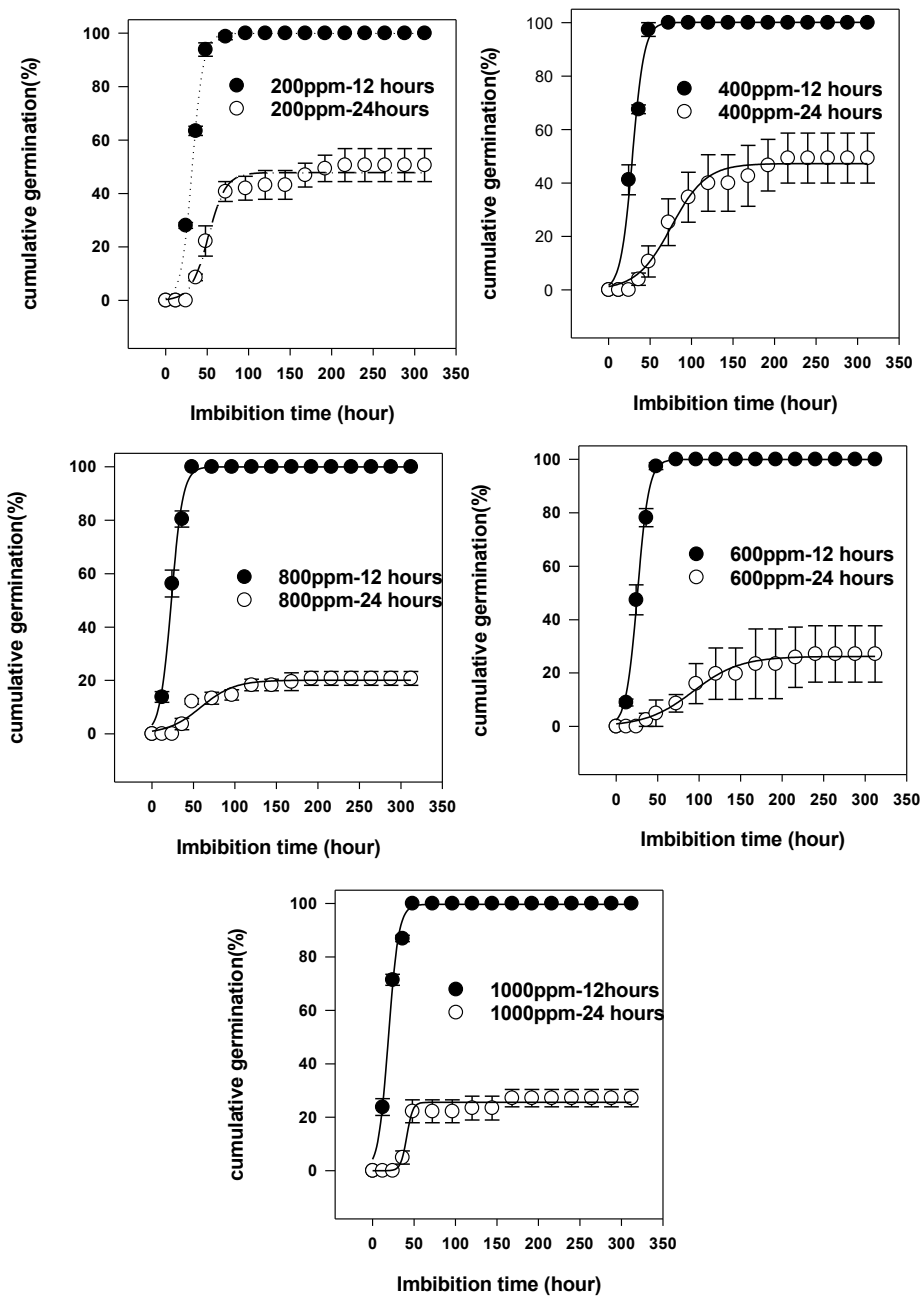 cumulative germination(%)
100
80
60
40
20
0
200ppm-12 hours
200ppm-24hours
0 50 100 150 200 250 300 350
Imbibition time (hour)
cumulative germination(%)
100
80
60
40
20
0
400ppm-12 hours
400ppm-24 hours
0 50 100 150 200 250 300 350
Imbibition time (hour)
cumulative germination(%)
100
80
60
40
20
0
800ppm-12 hours
800ppm-24 hours
0 50 100 150 200 250 300 350
Imbibition time (hour)
cumulative germination(%)
100
80
60
40
20
0
600ppm-12 hours
600ppm-24 hours
0 50 100 150 200 250 300 350
Imbibition time (hour)
cumulative germination(%)
100
80
60
40
20
0
1000ppm-12hours
1000ppm-24 hours
0 50 100 150 200 250 300 350
Imbibition time (hour)